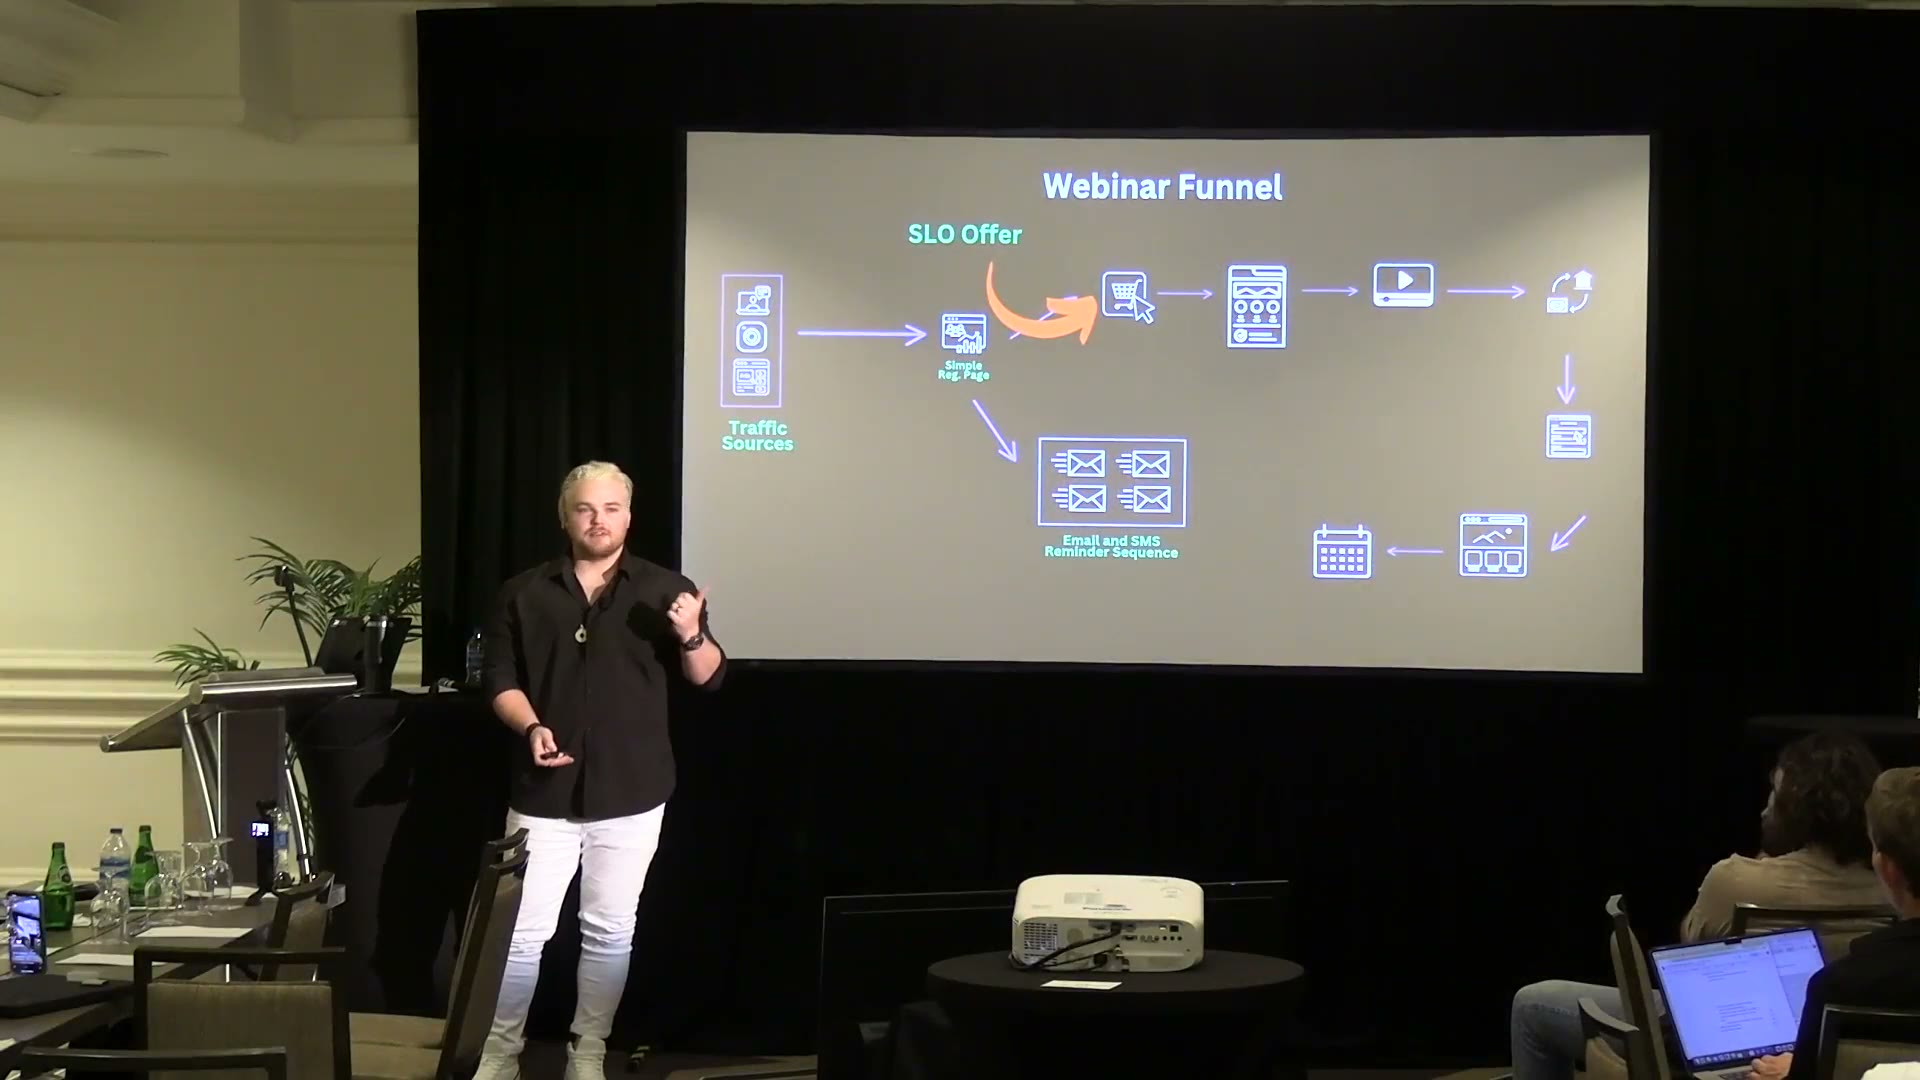 Webinar Funnel
SLO Offer
Simple
Reg. Page
Traffic
Sources
Email and SMS
Reminder Sequence